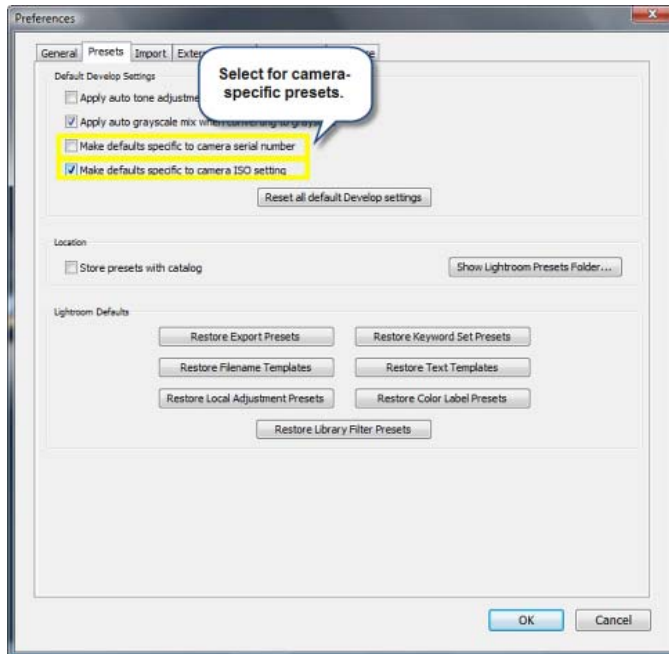 Preferences
General Presets Import
Select for camera-
specific presets.
Default Develop Settings
Apply auto tone
Apply auto grayscale mix when converting to
Make defaults specific to camera serial number
Make defaults specific to camera ISO setting
Reset all default Develop settings
Location
Store presets with catalog
Show Lightroom Presets Folder...
Lightroom Defaults
Restore Export Presets
Restore Keyword Set Presets
Restore Filename Templates
Restore Text Templates
Restore Local Adjustment Presets
Restore Color Label Presets
Restore Library Filter Presets
OK Cancel